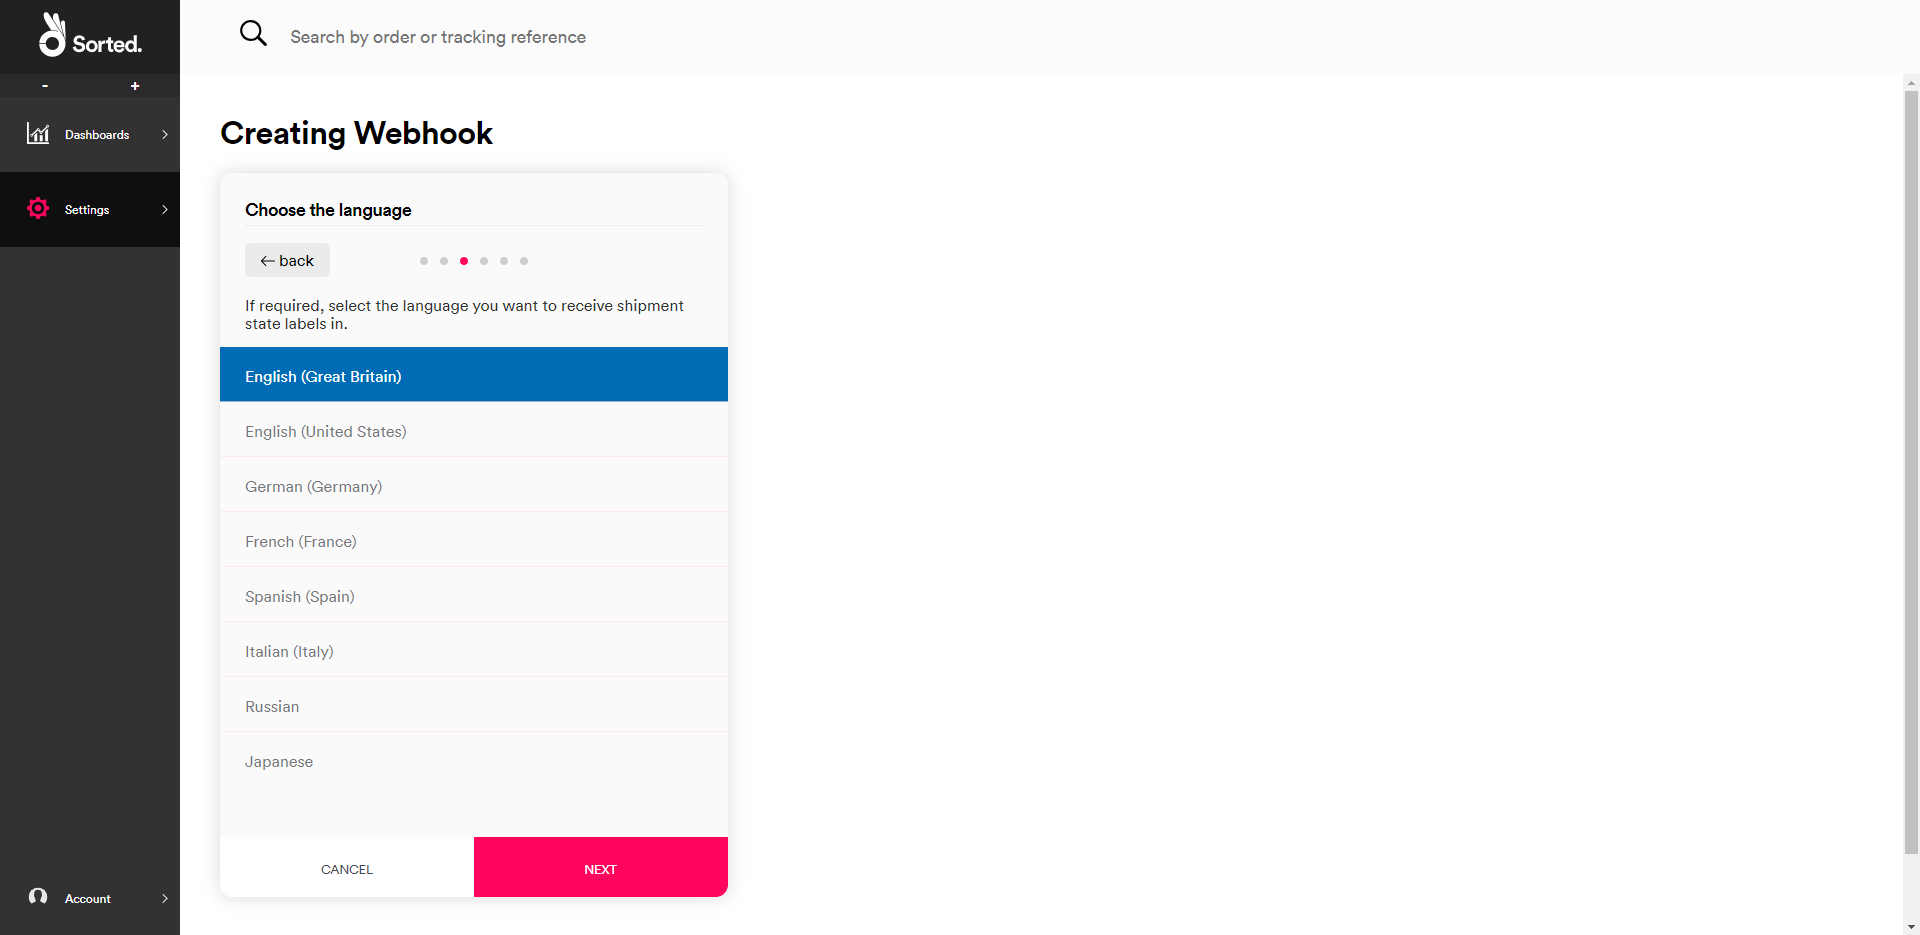 Sorted.
Search by order or tracking reference
- +
Dashboards
Settings
Creating Webhook
Choose the language
← back
If required, select the language you want to receive shipment
state labels in.
English (Great Britain)
English (United States)
German (Germany)
French (France)
Spanish (Spain)
Italian (Italy)
Russian
Japanese
CANCEL
NEXT
Account